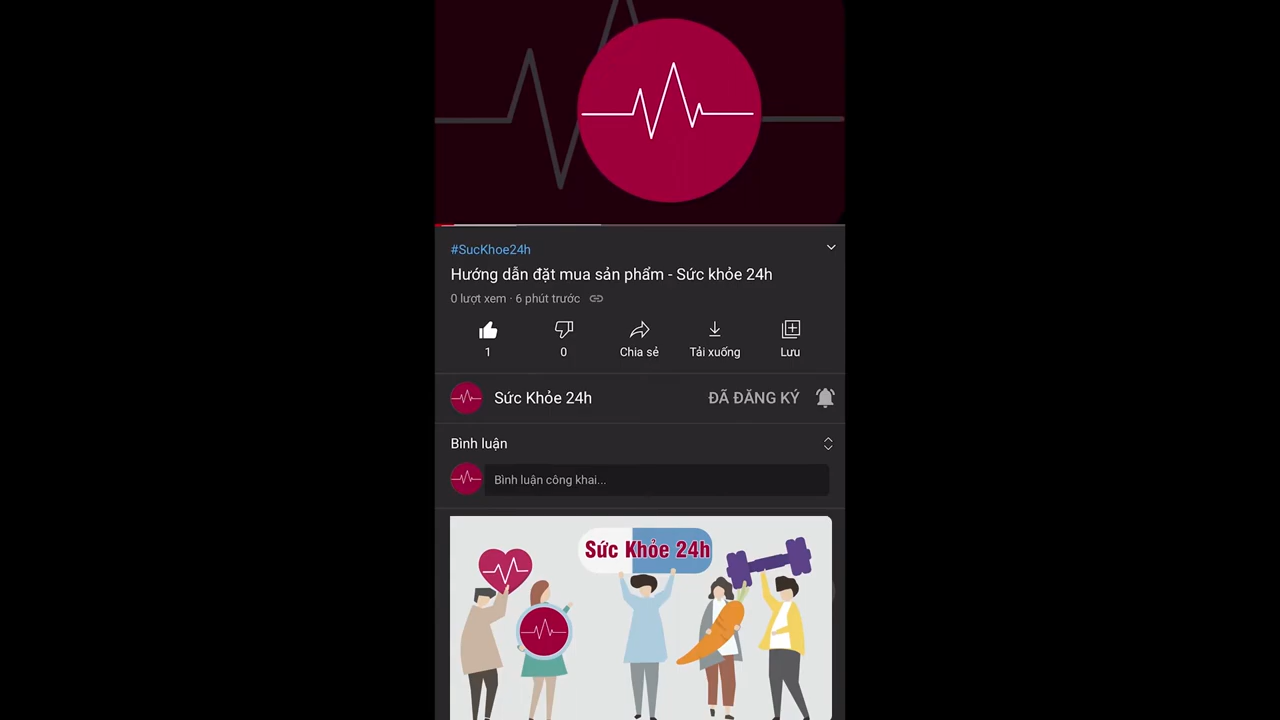 #SucKhoe24h
Hướng dẫn đặt mua sản phẩm - Sức khỏe 24h
0 lượt xem · 6 phút trước
1
0
Chia sẻ
Tải xuống
Lưu
Sức Khỏe 24h
ĐÃ ĐĂNG KÝ
Bình luận
Bình luận công khai...
Sức Khỏe 24h